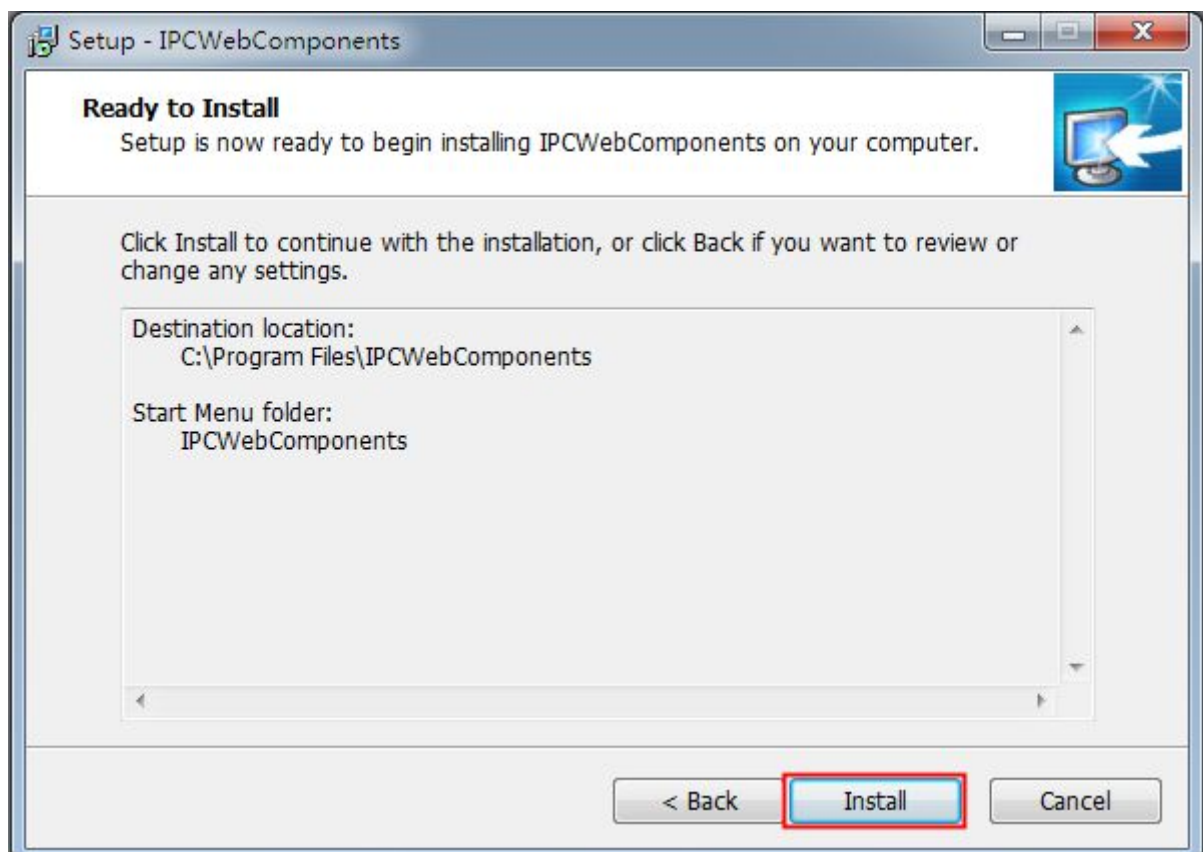 Setup - IPCWebComponents
Ready to Install
Setup is now ready to begin installing IPCWebComponents on your computer.
Click Install to continue with the installation, or click Back if you want to review or
change any settings.
Destination location:
C:\Program Files\IPCWebComponents
Start Menu folder:
IPCWebComponents
< Back
Install
Cancel